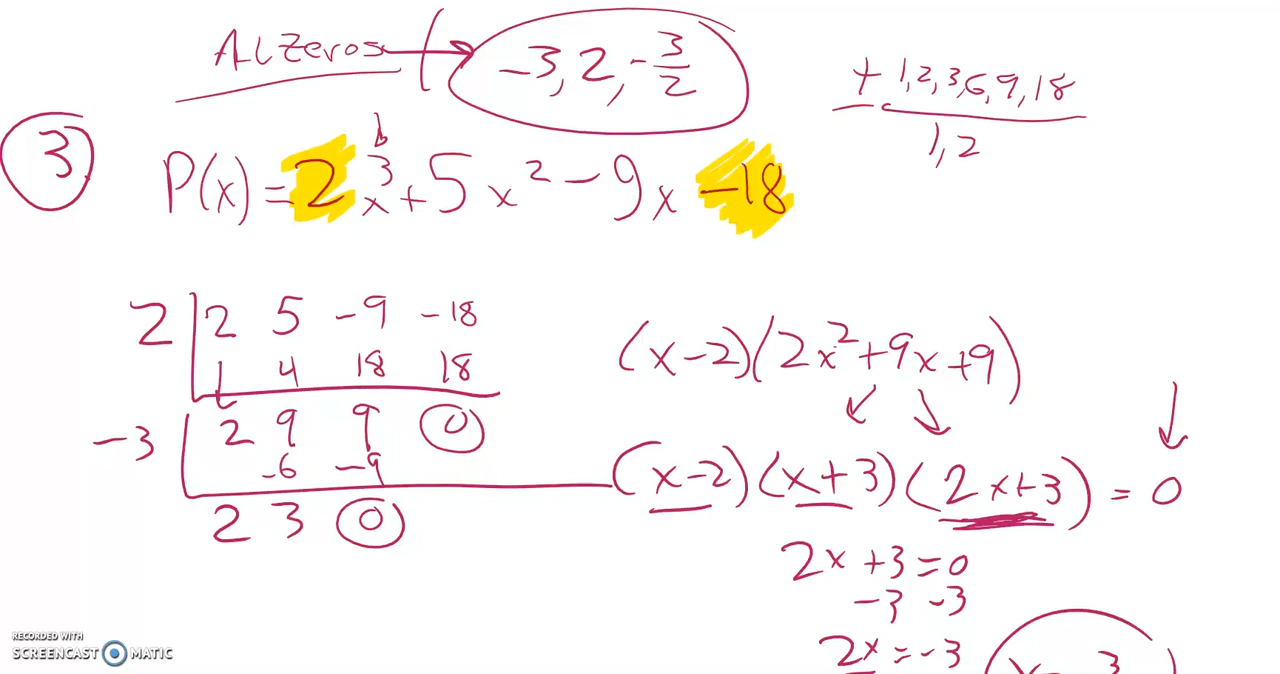 ALZeros → -3, 2, -3/2
± 1,2,3,6,9,18
1,2
3
P(x) = 2x³ + 5x² - 9x - 18
2 | 2 5 -9 -18
↓ 4 18 18
-3 | 2 9 9 0
-6 -9
2 3 0
(x-2)(2x²+9x+9)
(x-2)(x+3)(2x+3) = 0
2x + 3 = 0
-3 -3
2x = -3
RECORDED WITH
SCREENCAST MATIC